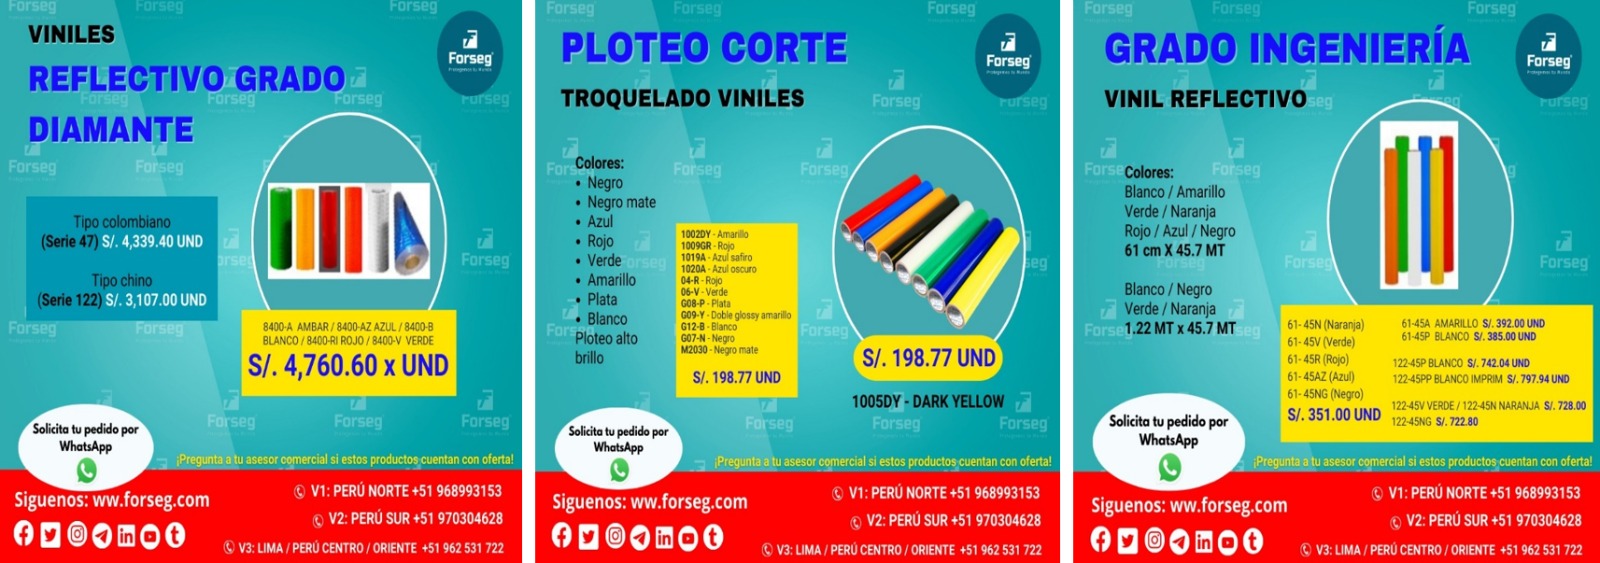 VINILES
REFLECTIVO GRADO
DIAMANTE
Forseg
Protegemos tu Mundo
Tipo colombiano
(Serie 47) S/. 4,339.40 UND
Tipo chino
(Serie 122) S/. 3,107.00 UND
8400-A AMBAR / 8400-AZ AZUL / 8400-B
BLANCO / 8400-RI ROJO / 8400-V VERDE
S/. 4,760.60 x UND
Solicita tu pedido por
WhatsApp
¡Pregunta a tu asesor comercial si estos productos cuentan con oferta!
Siguenos: ww.forseg.com
V1: PERÚ NORTE +51 968993153
V2: PERÚ SUR +51 970304628
V3: LIMA / PERÚ CENTRO / ORIENTE +51 962 531 722
PLOTEO CORTE
TROQUELADO VINILES
Forseg
Protegemos tu Mundo
Colores:
• Negro
• Negro mate
• Azul
• Rojo
• Verde
• Amarillo
• Plata
• Blanco
Ploteo alto
brillo
1002DY - Amarillo
1009GR - Rojo
1019A - Azul safiro
1020A - Azul oscuro
04-R - Rojo
06-V - Verde
G08-P - Plata
G09-Y - Doble glossy amarillo
G12-B - Blanco
G07-N - Negro
M2030 - Negro mate
S/. 198.77 UND
S/. 198.77 UND
1005DY - DARK YELLOW
Solicita tu pedido por
WhatsApp
¡Pregunta a tu asesor comercial si estos productos cuentan con oferta!
Siguenos: ww.forseg.com
V1: PERÚ NORTE +51 968993153
V2: PERÚ SUR +51 970304628
V3: LIMA / PERÚ CENTRO / ORIENTE +51 962 531 722
GRADO INGENIERÍA
VINIL REFLECTIVO
Forseg
Protegemos tu Mundo
Colores:
Blanco / Amarillo
Verde / Naranja
Rojo / Azul / Negro
61 cm X 45.7 MT
Blanco / Negro
Verde / Naranja
1.22 MT x 45.7 MT
61- 45N (Naranja)
61- 45V (Verde)
61- 45R (Rojo)
61- 45AZ (Azul)
61- 45NG (Negro)
S/. 351.00 UND
61-45A AMARILLO S/. 392.00 UND
61-45P BLANCO S/. 385.00 UND
122-45P BLANCO S/. 742.04 UND
122-45PP BLANCO IMPRIM S/. 797.94 UND
122-45V VERDE / 122-45N NARANJA S/. 728.00
122-45NG S/. 722.80
Solicita tu pedido por
WhatsApp
¡Pregunta a tu asesor comercial si estos productos cuentan con oferta!
Siguenos: ww.forseg.com
V1: PERÚ NORTE +51 968993153
V2: PERÚ SUR +51 970304628
V3: LIMA / PERÚ CENTRO / ORIENTE +51 962 531 722